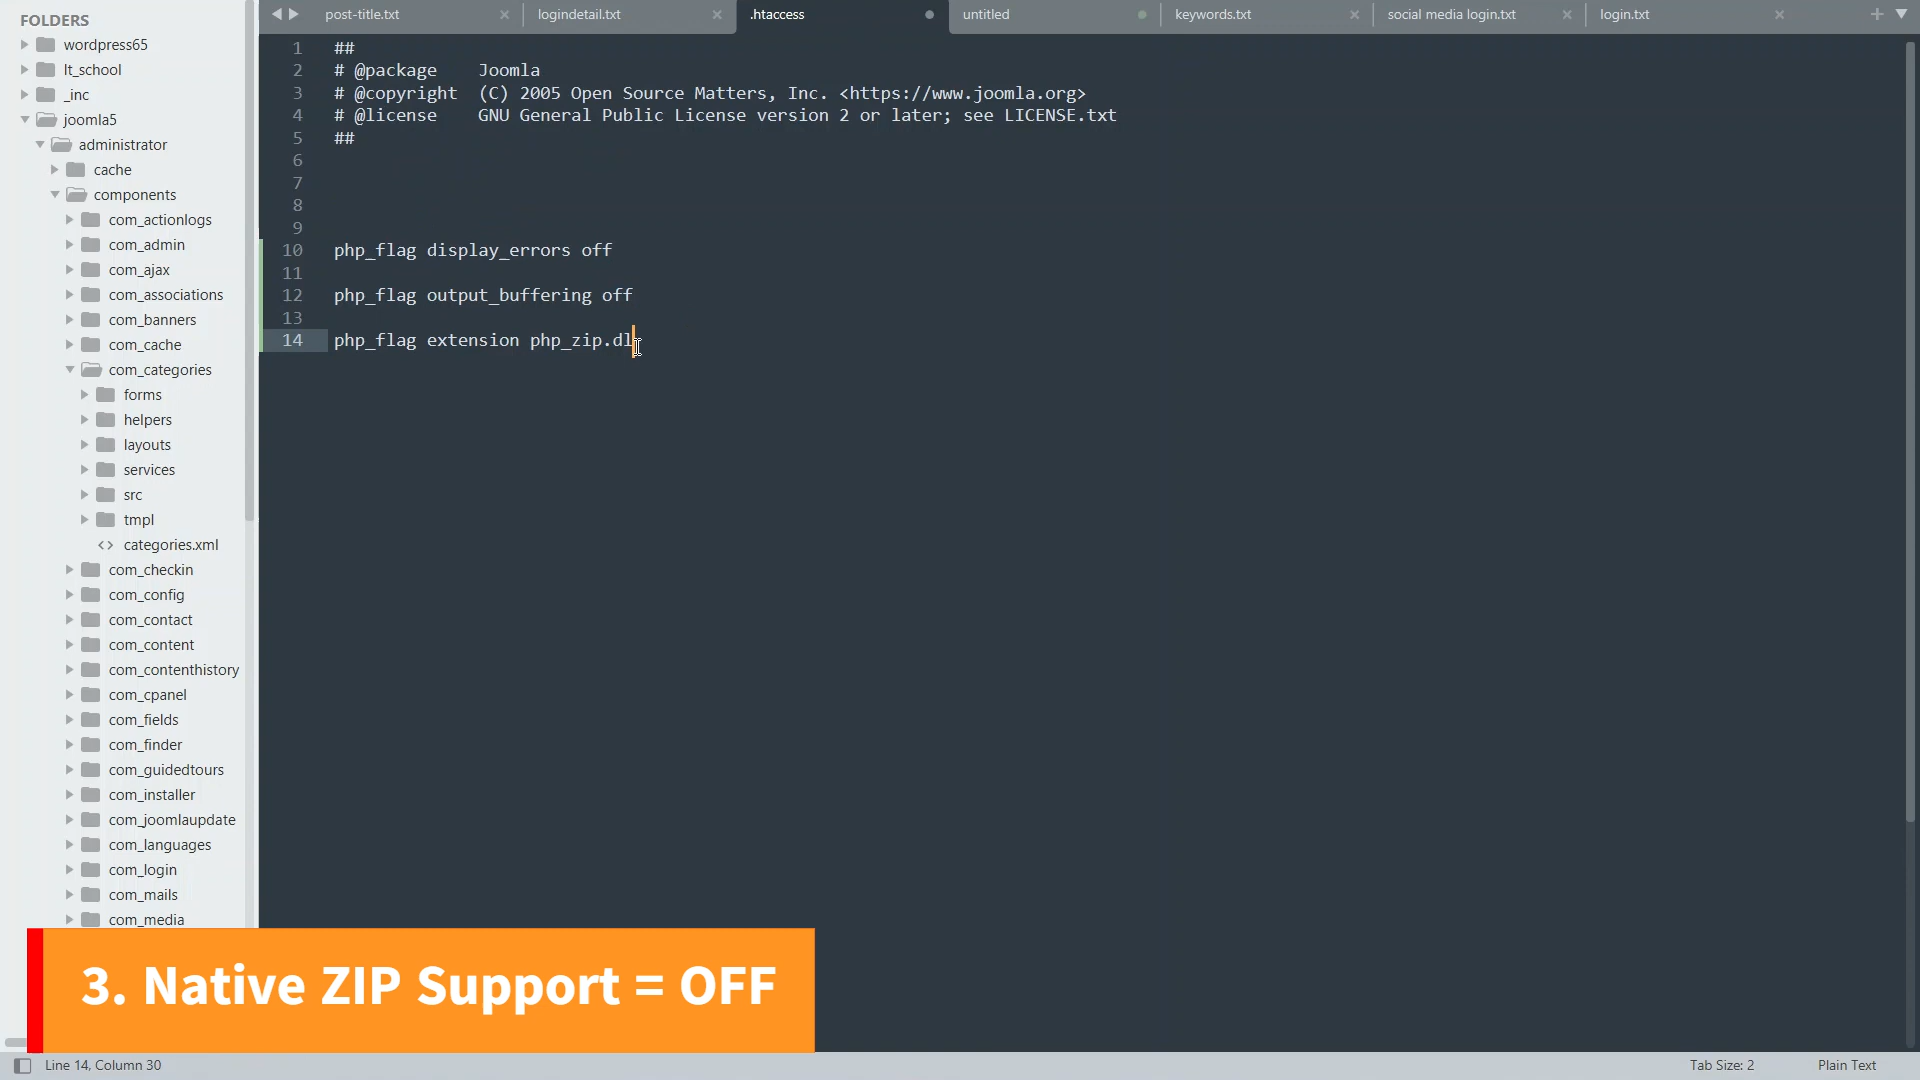 FOLDERS
wordpress65
lt_school
_inc
joomla5
administrator
cache
components
com_actionlogs
com_admin
com_ajax
com_associations
com_banners
com_cache
com_categories
forms
helpers
layouts
services
src
tmpl
<> categories.xml
com_checkin
com_config
com_contact
com_content
com_contenthistory
com_cpanel
com_fields
com_finder
com_guidedtours
com_installer
com_joomlaupdate
com_languages
com_login
com_mails
com_media
post-title.txt
logindetail.txt
.htaccess
untitled
keywords.txt
social media login.txt
login.txt
1 ##
2 # @package Joomla
3 # @copyright (C) 2005 Open Source Matters, Inc. <https://www.joomla.org>
4 # @license GNU General Public License version 2 or later; see LICENSE.txt
5 ##
6
7
8
9
10 php_flag display_errors off
11
12 php_flag output_buffering off
13
14 php_flag extension php_zip.dl
3. Native ZIP Support = OFF
Line 14, Column 30
Tab Size: 2
Plain Text